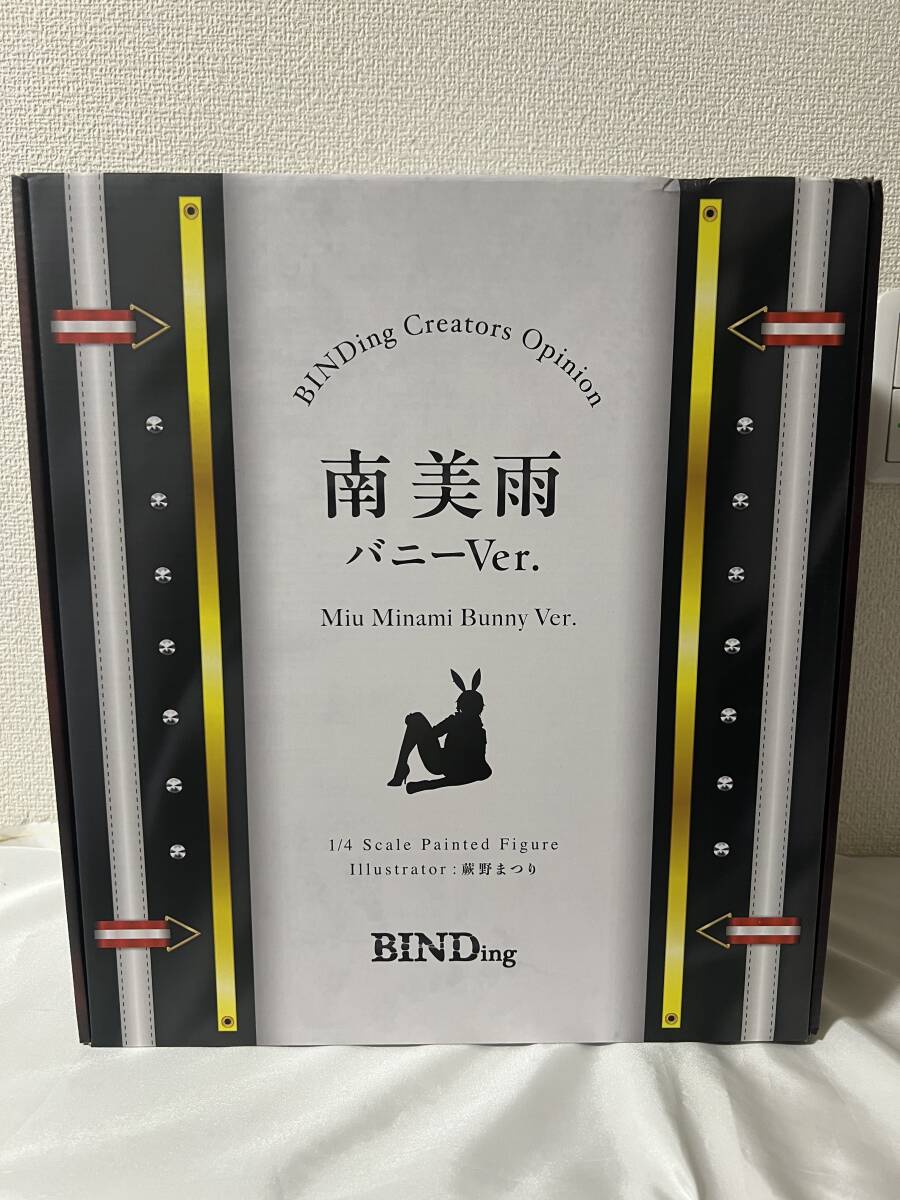 BINDing Creators Opinion
南 美雨
バニーVer.
Miu Minami Bunny Ver.
1/4 Scale Painted Figure
Illustrator : 蕨野まつり
BINDing